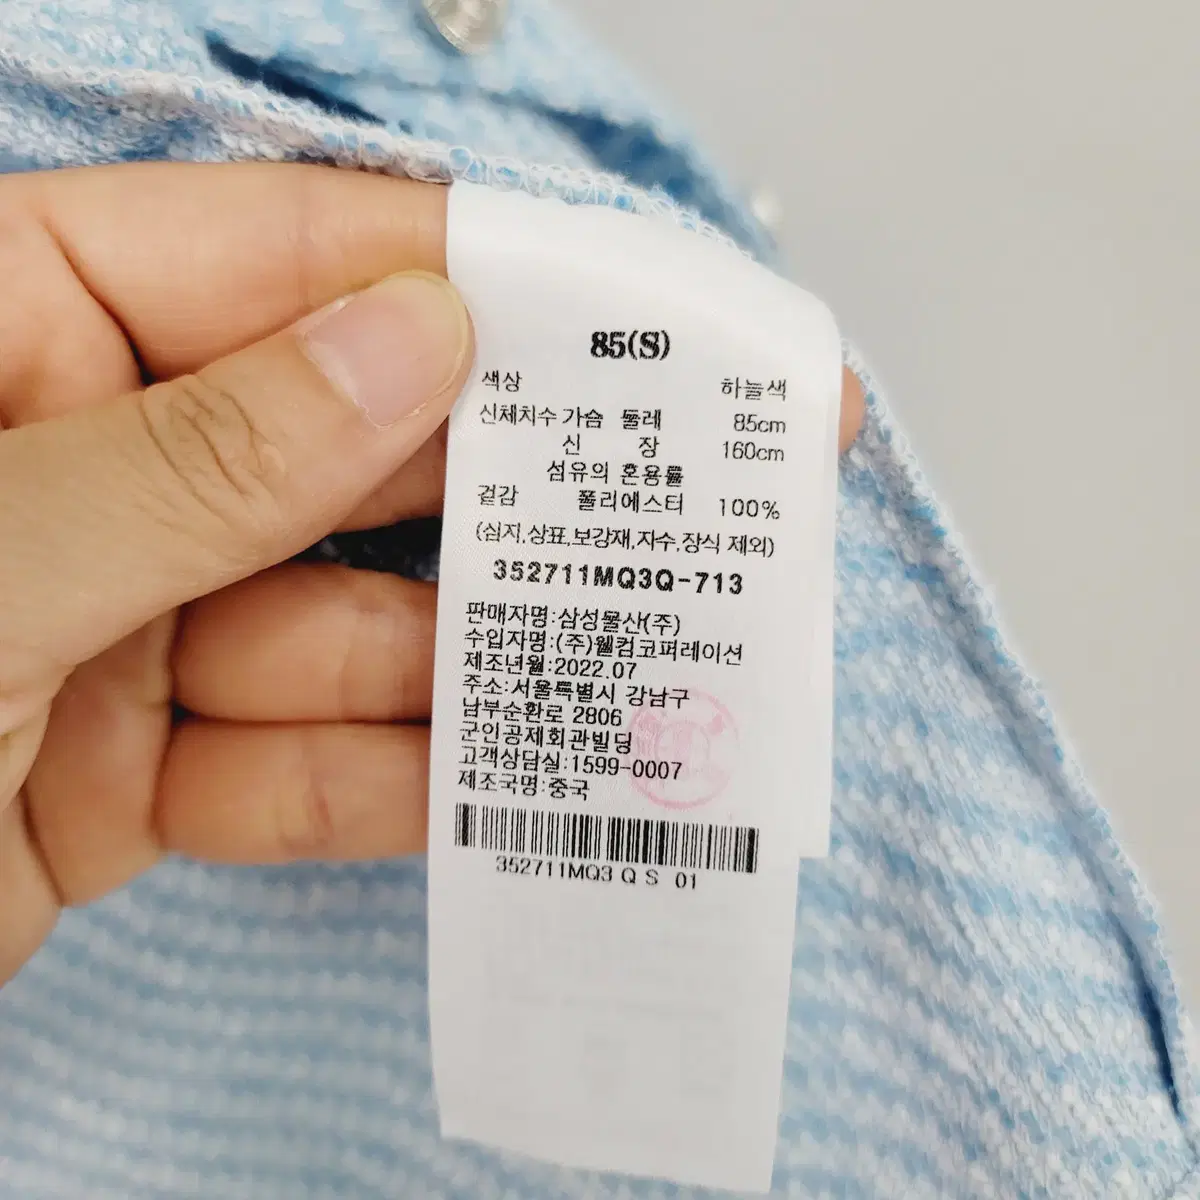 85(S)
색상 하늘색
신체치수 가슴 둘레 85cm
신 장 160cm
섬유의 혼용률
겉감 폴리에스터 100%
(심지,상표,보강재,자수,장식 제외)
352711MQ3Q-713
판매자명:삼성물산(주)
수입자명:(주)웰컴코퍼레이션
제조년월:2022.07
주소:서울특별시 강남구
남부순환로 2806
군인공제회관빌딩
고객상담실:1599-0007
제조국명:중국
352711MQ3 Q S 01